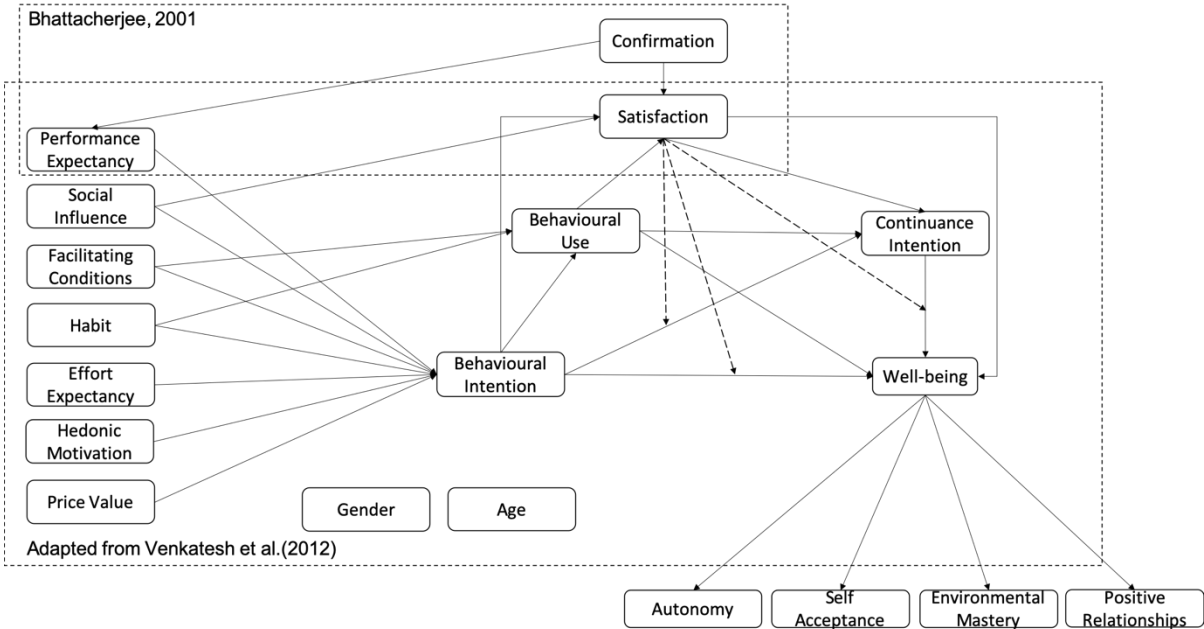 Bhattacherjee, 2001
Confirmation
Satisfaction
Performance
Expectancy
Social
Influence
Facilitating
Conditions
Habit
Effort
Expectancy
Hedonic
Motivation
Price Value
Behavioural
Use
Continuance
Intention
Behavioural
Intention
Well-being
Gender
Age
Adapted from Venkatesh et al.(2012)
Autonomy
Self
Acceptance
Environmental
Mastery
Positive
Relationships